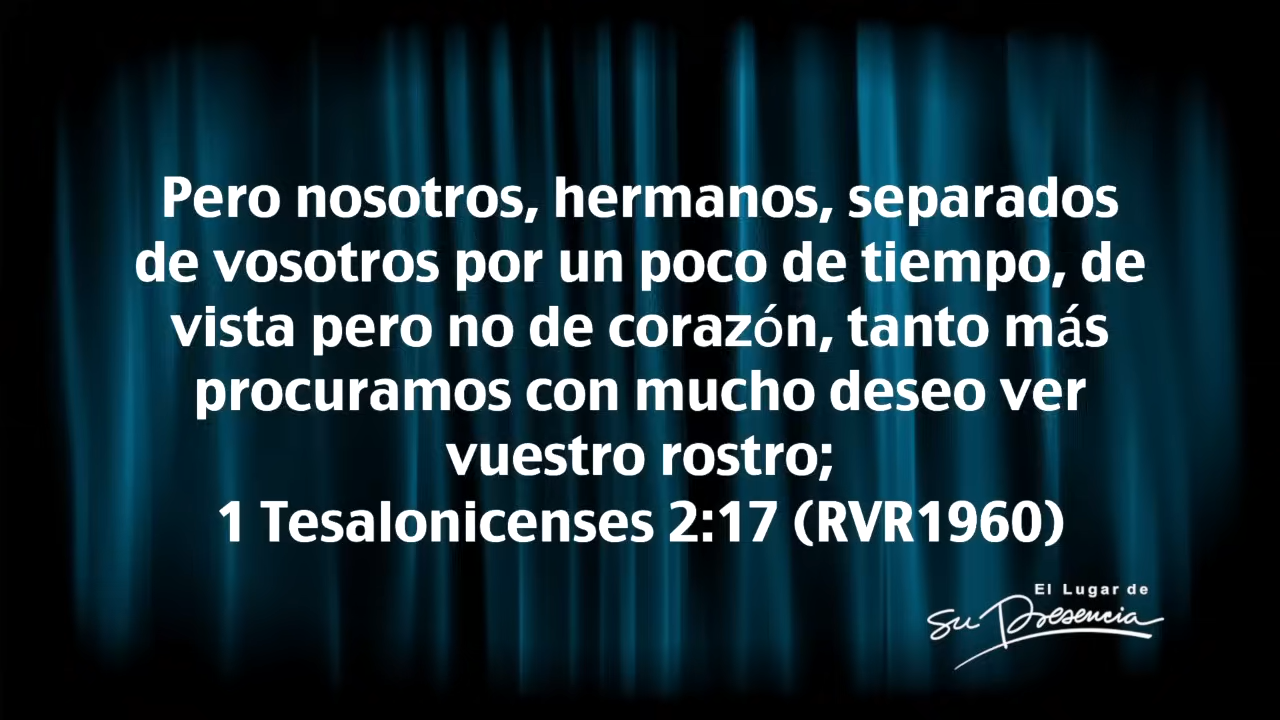 Pero nosotros, hermanos, separados
de vosotros por un poco de tiempo, de
vista pero no de corazón, tanto más
procuramos con mucho deseo ver
vuestro rostro;
1 Tesalonicenses 2:17 (RVR1960)
El Lugar de
Su Presencia